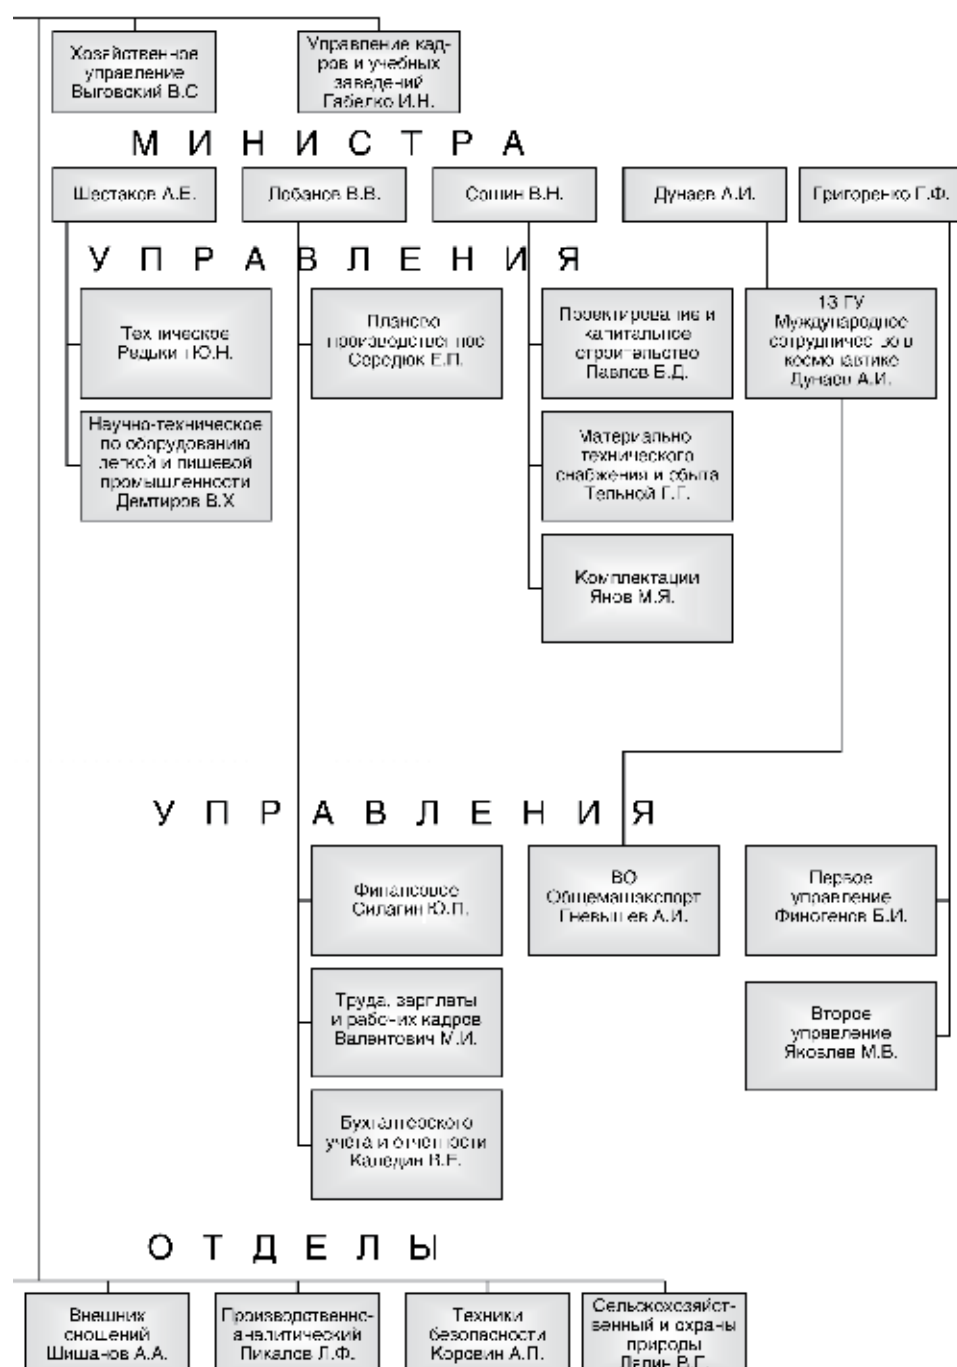 Хозяйственное
управление
Выговский В.С
Управление кад-
ров и учебных
заведений
Габелко И.Н.
МИНИСТРА
Шестаков А.Е.
Лобанов В.В.
Сошин В.Н.
Дунаев А.И.
Григоренко Г.Ф.
УПРАВЛЕНИЯ
Техническое
Редькин Ю.Н.
Научно-техническое
по оборудованию
легкой и пищевой
промышленности
Демтиров В.Х
Планово
производственное
Середюк Е.П.
Проектирование и
капитальное
строительство
Павлов Б.Д.
Материально
технического
снабжения и сбыта
Тельной Г.Г.
Комплектации
Янов М.Я.
13 ГУ
Международное
сотрудничество в
космонавтике
Дунаев А.И.
УПРАВЛЕНИЯ
Финансовое
Силагин Ю.П.
Труда, зарплаты
и рабочих кадров
Валентович М.И.
Бухгалтерского
учета и отчетности
Каледин В.Е.
ВО
Общемашэкспорт
Гневышев А.И.
Первое
управление
Финогенов Б.И.
Второе
управление
Яковлев М.В.
ОТДЕЛЫ
Внешних
сношений
Шишанов А.А.
Производственно-
аналитический
Пикалов Л.Ф.
Техники
безопасности
Коровин А.П.
Сельскохозяйст-
венный и охраны
природы
В.Г.